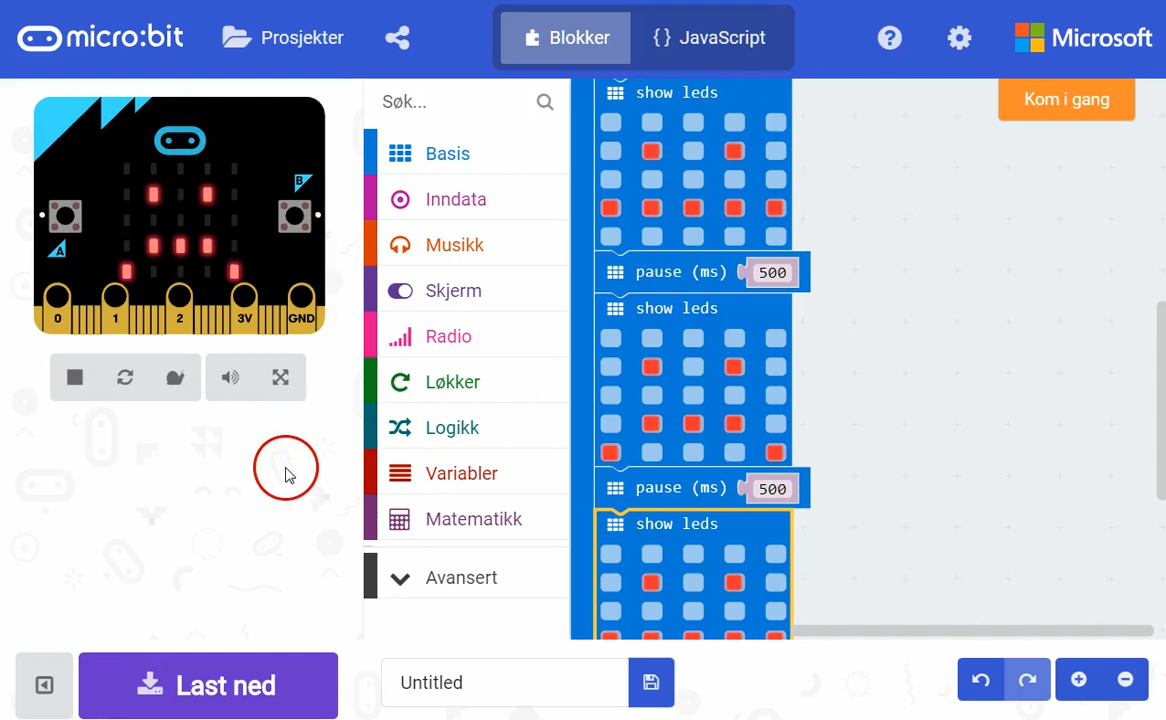 micro:bit
Prosjekter
Blokker
{ } JavaScript
?
Microsoft
Søk...
Kom i gang
Basis
Inndata
Musikk
Skjerm
Radio
Løkker
Logikk
Variabler
Matematikk
Avansert
B
A
0 1 2 3V GND
show leds
pause (ms) 500
show leds
pause (ms) 500
show leds
Last ned
Untitled